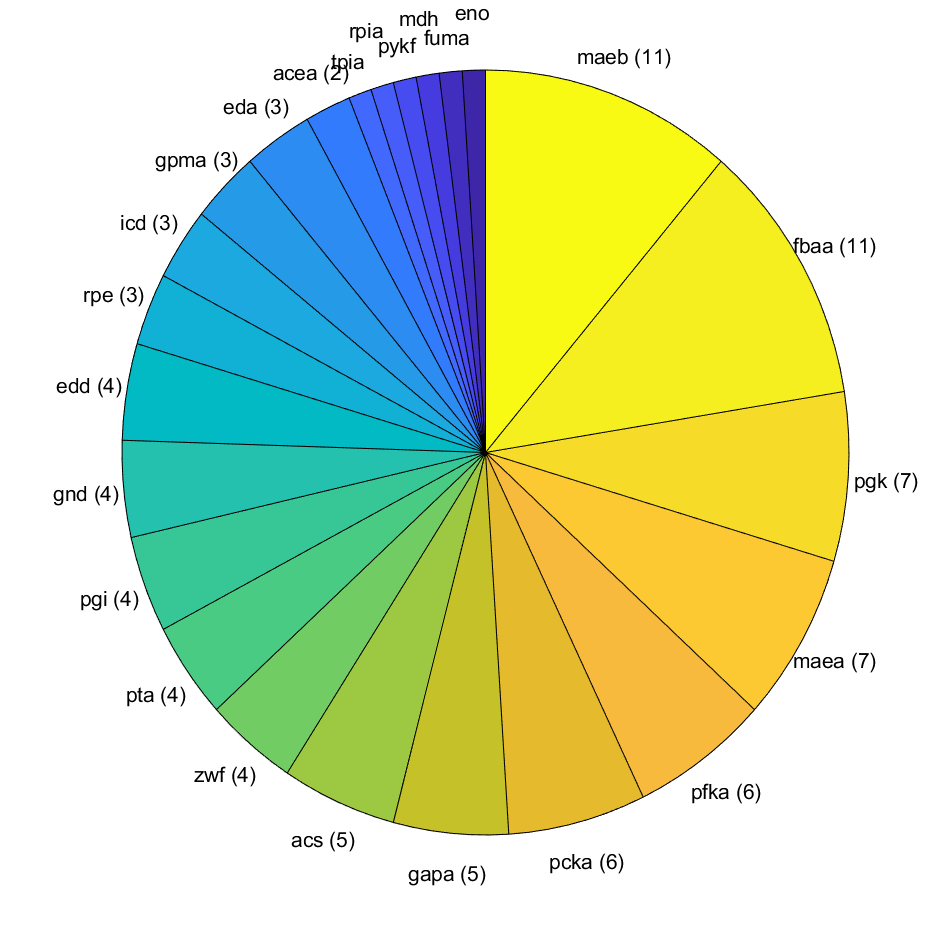 eno
mdh
rpia
fuma
pykf
tpia
acea (2)
maeb (11)
eda (3)
gpma (3)
icd (3)
fbaa (11)
rpe (3)
edd (4)
pgk (7)
gnd (4)
pgi (4)
maea (7)
pta (4)
zwf (4)
pfka (6)
acs (5)
pcka (6)
gapa (5)